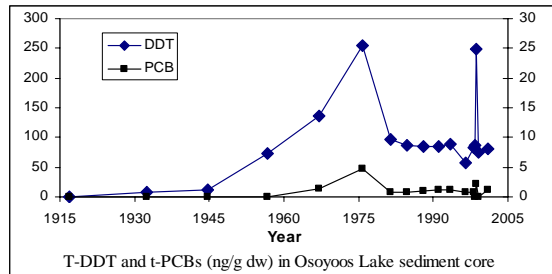 300 30
DDT
250 25
PCB
200 20
150 15
100 10
50 5
0 0
1915 1930 1945 1960 1975 1990 2005
Year
T-DDT and t-PCBs (ng/g dw) in Osoyoos Lake sediment core